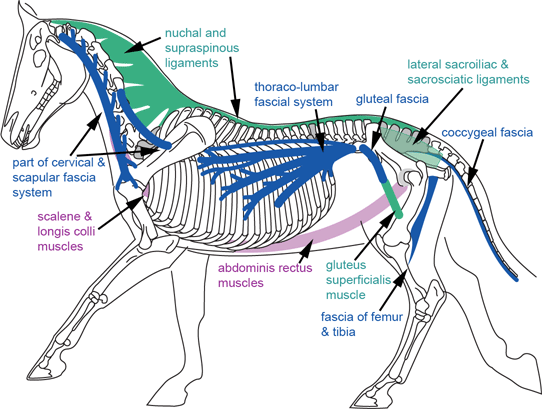 nuchal and
supraspinous
ligaments
lateral sacroiliac &
sacrosciatic ligaments
thoraco-lumbar
fascial system
gluteal fascia
coccygeal fascia
part of cervical &
scapular fascia
system
scalene &
longis colli
muscles
abdominis rectus
muscles
gluteus
superficialis
muscle
fascia of femur
& tibia